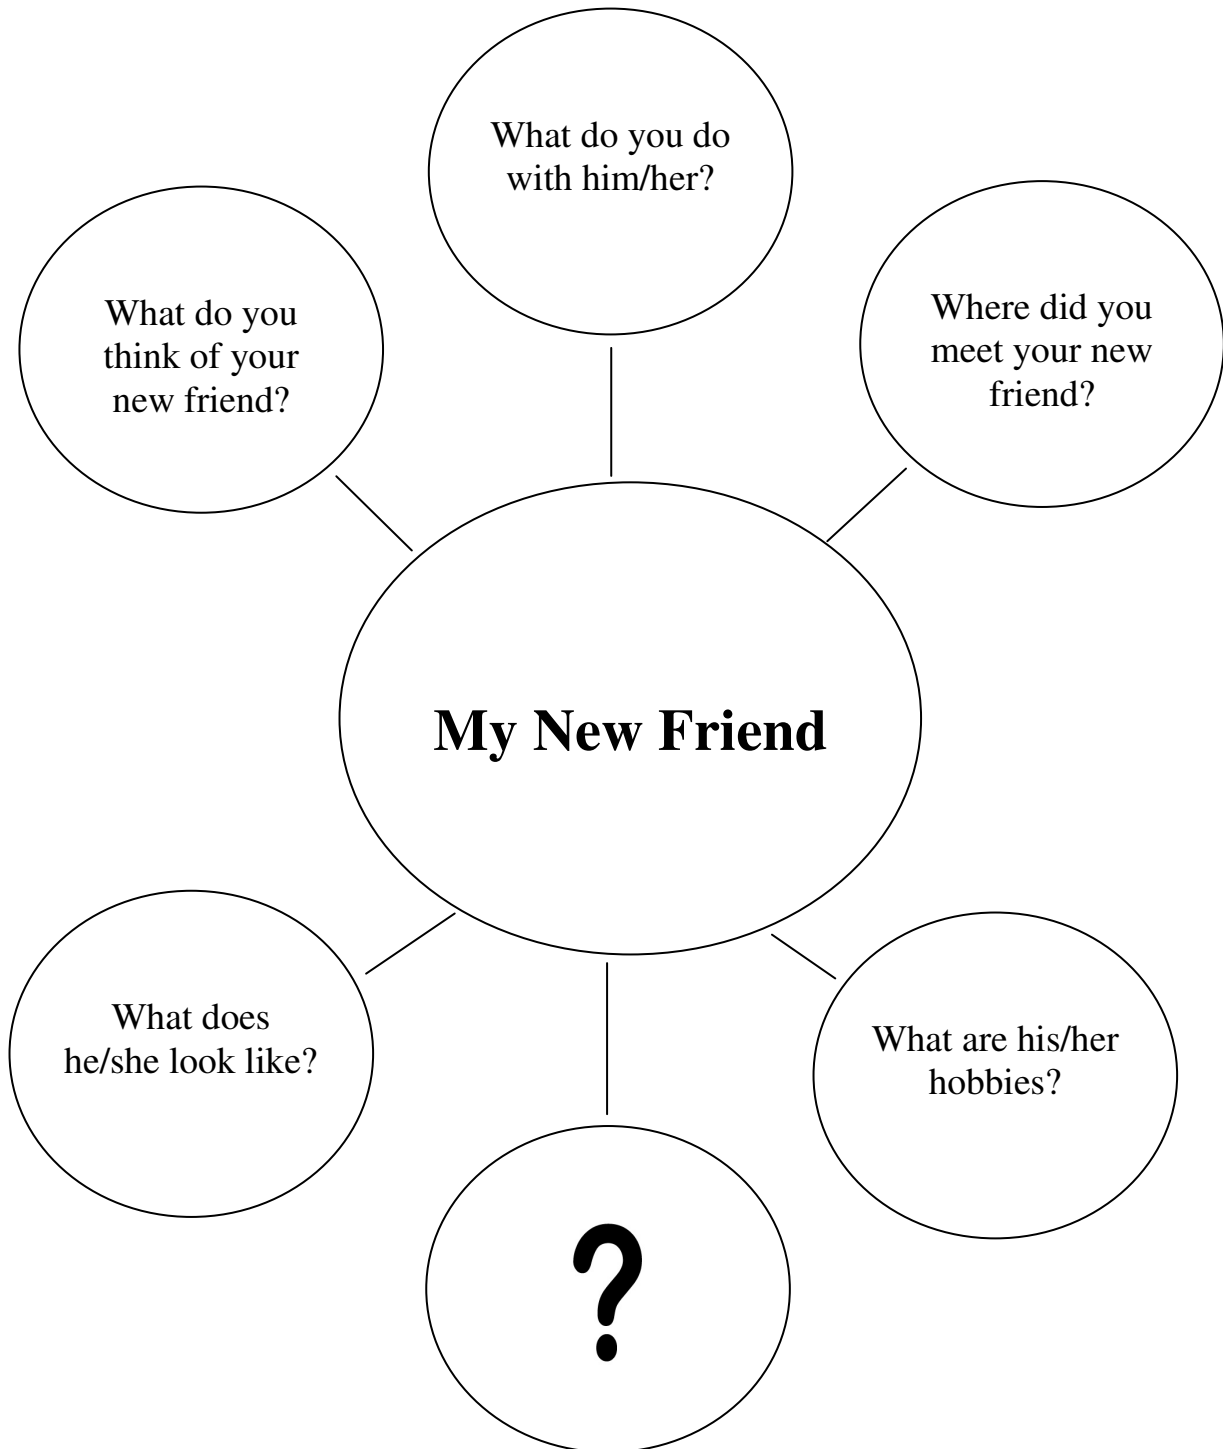 What do you do
with him/her?
What do you
think of your
new friend?
Where did you
meet your new
friend?
My New Friend
What does
he/she look like?
What are his/her
hobbies?
?